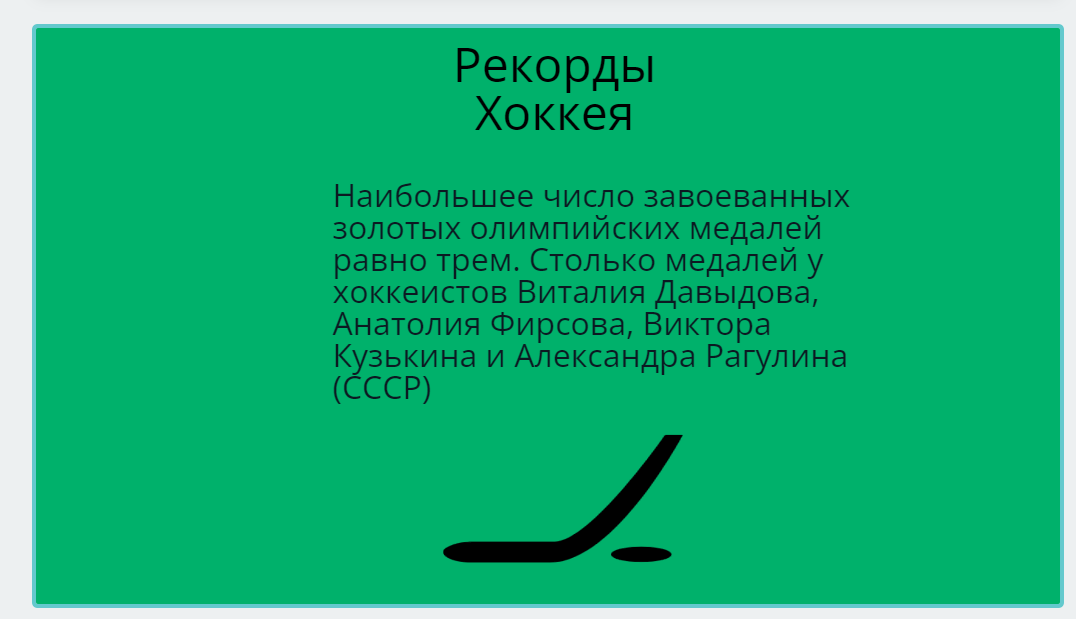 Рекорды
Хоккея
Наибольшее число завоеванных
золотых олимпийских медалей
равно трем. Столько медалей у
хоккеистов Виталия Давыдова,
Анатолия Фирсова, Виктора
Кузькина и Александра Рагулина
(СССР)